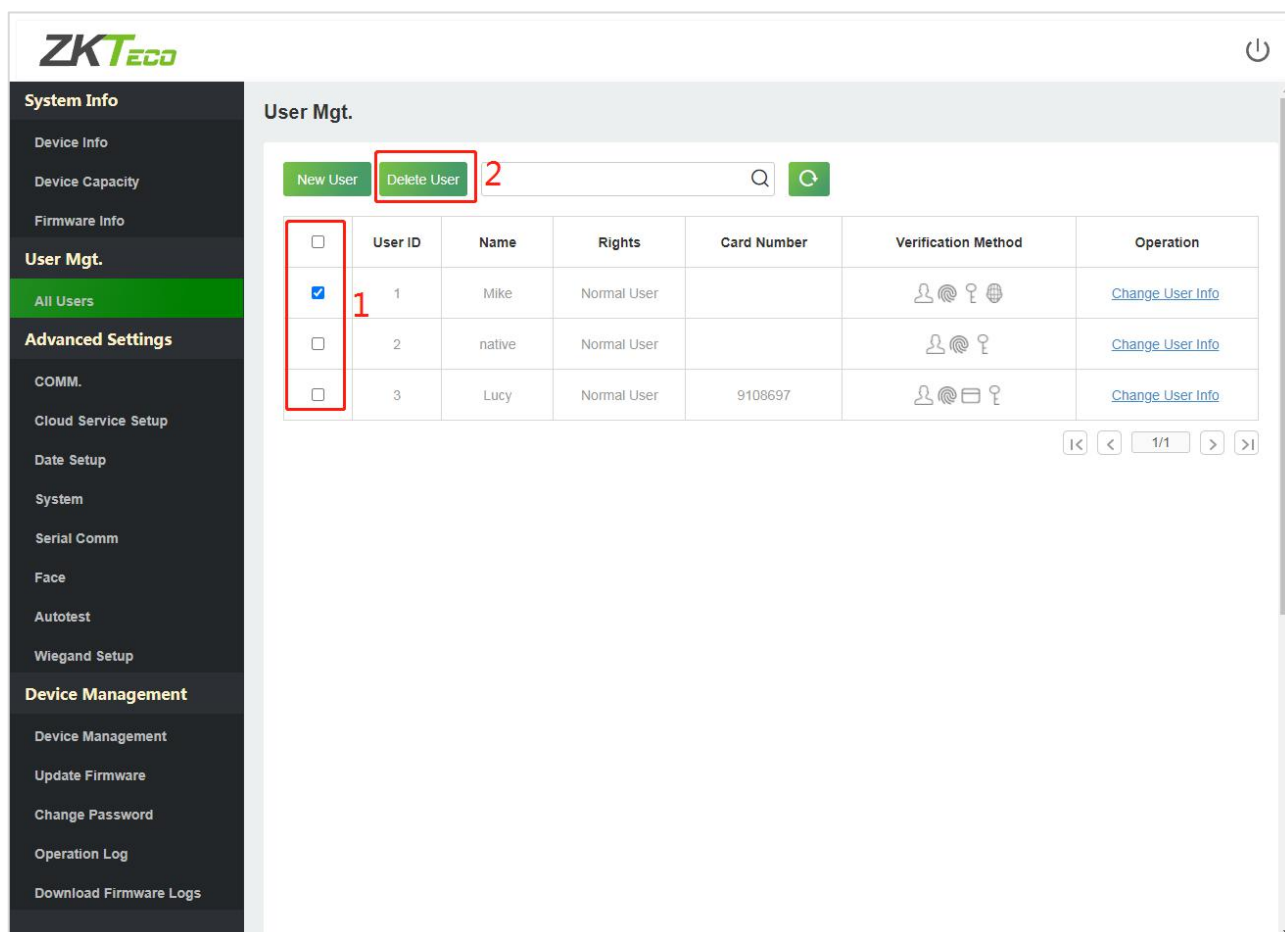 ZKTeco
System Info
Device Info
Device Capacity
Firmware Info
User Mgt.
All Users
Advanced Settings
COMM.
Cloud Service Setup
Date Setup
System
Serial Comm
Face
Autotest
Wiegand Setup
Device Management
Device Management
Update Firmware
Change Password
Operation Log
Download Firmware Logs
User Mgt.
New User Delete User 2
User ID Name Rights Card Number Verification Method Operation
1 1 Mike Normal User Change User Info
2 native Normal User Change User Info
3 Lucy Normal User 9108697 Change User Info
1/1